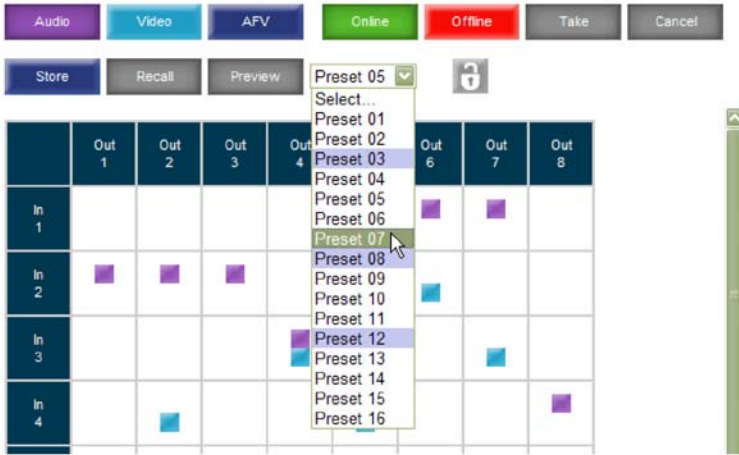 Audio Video AFV Online Offline Take Cancel
Store Recall Preview Preset 05
Select...
Preset 01
Preset 02
Preset 03
Preset 04
Preset 05
Preset 06
Preset 07
Preset 08
Preset 09
Preset 10
Preset 11
Preset 12
Preset 13
Preset 14
Preset 15
Preset 16
Out 1
Out 2
Out 3
Out 4
Out 6
Out 7
Out 8
In 1
In 2
In 3
In 4